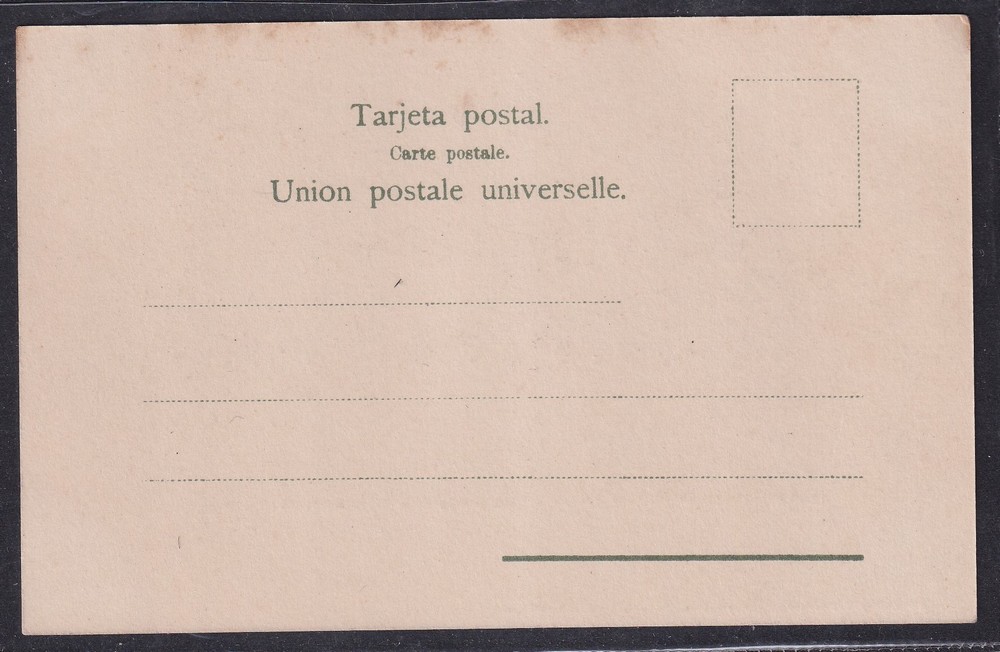 Tarjeta postal.
Carte postale.
Union postale universelle.